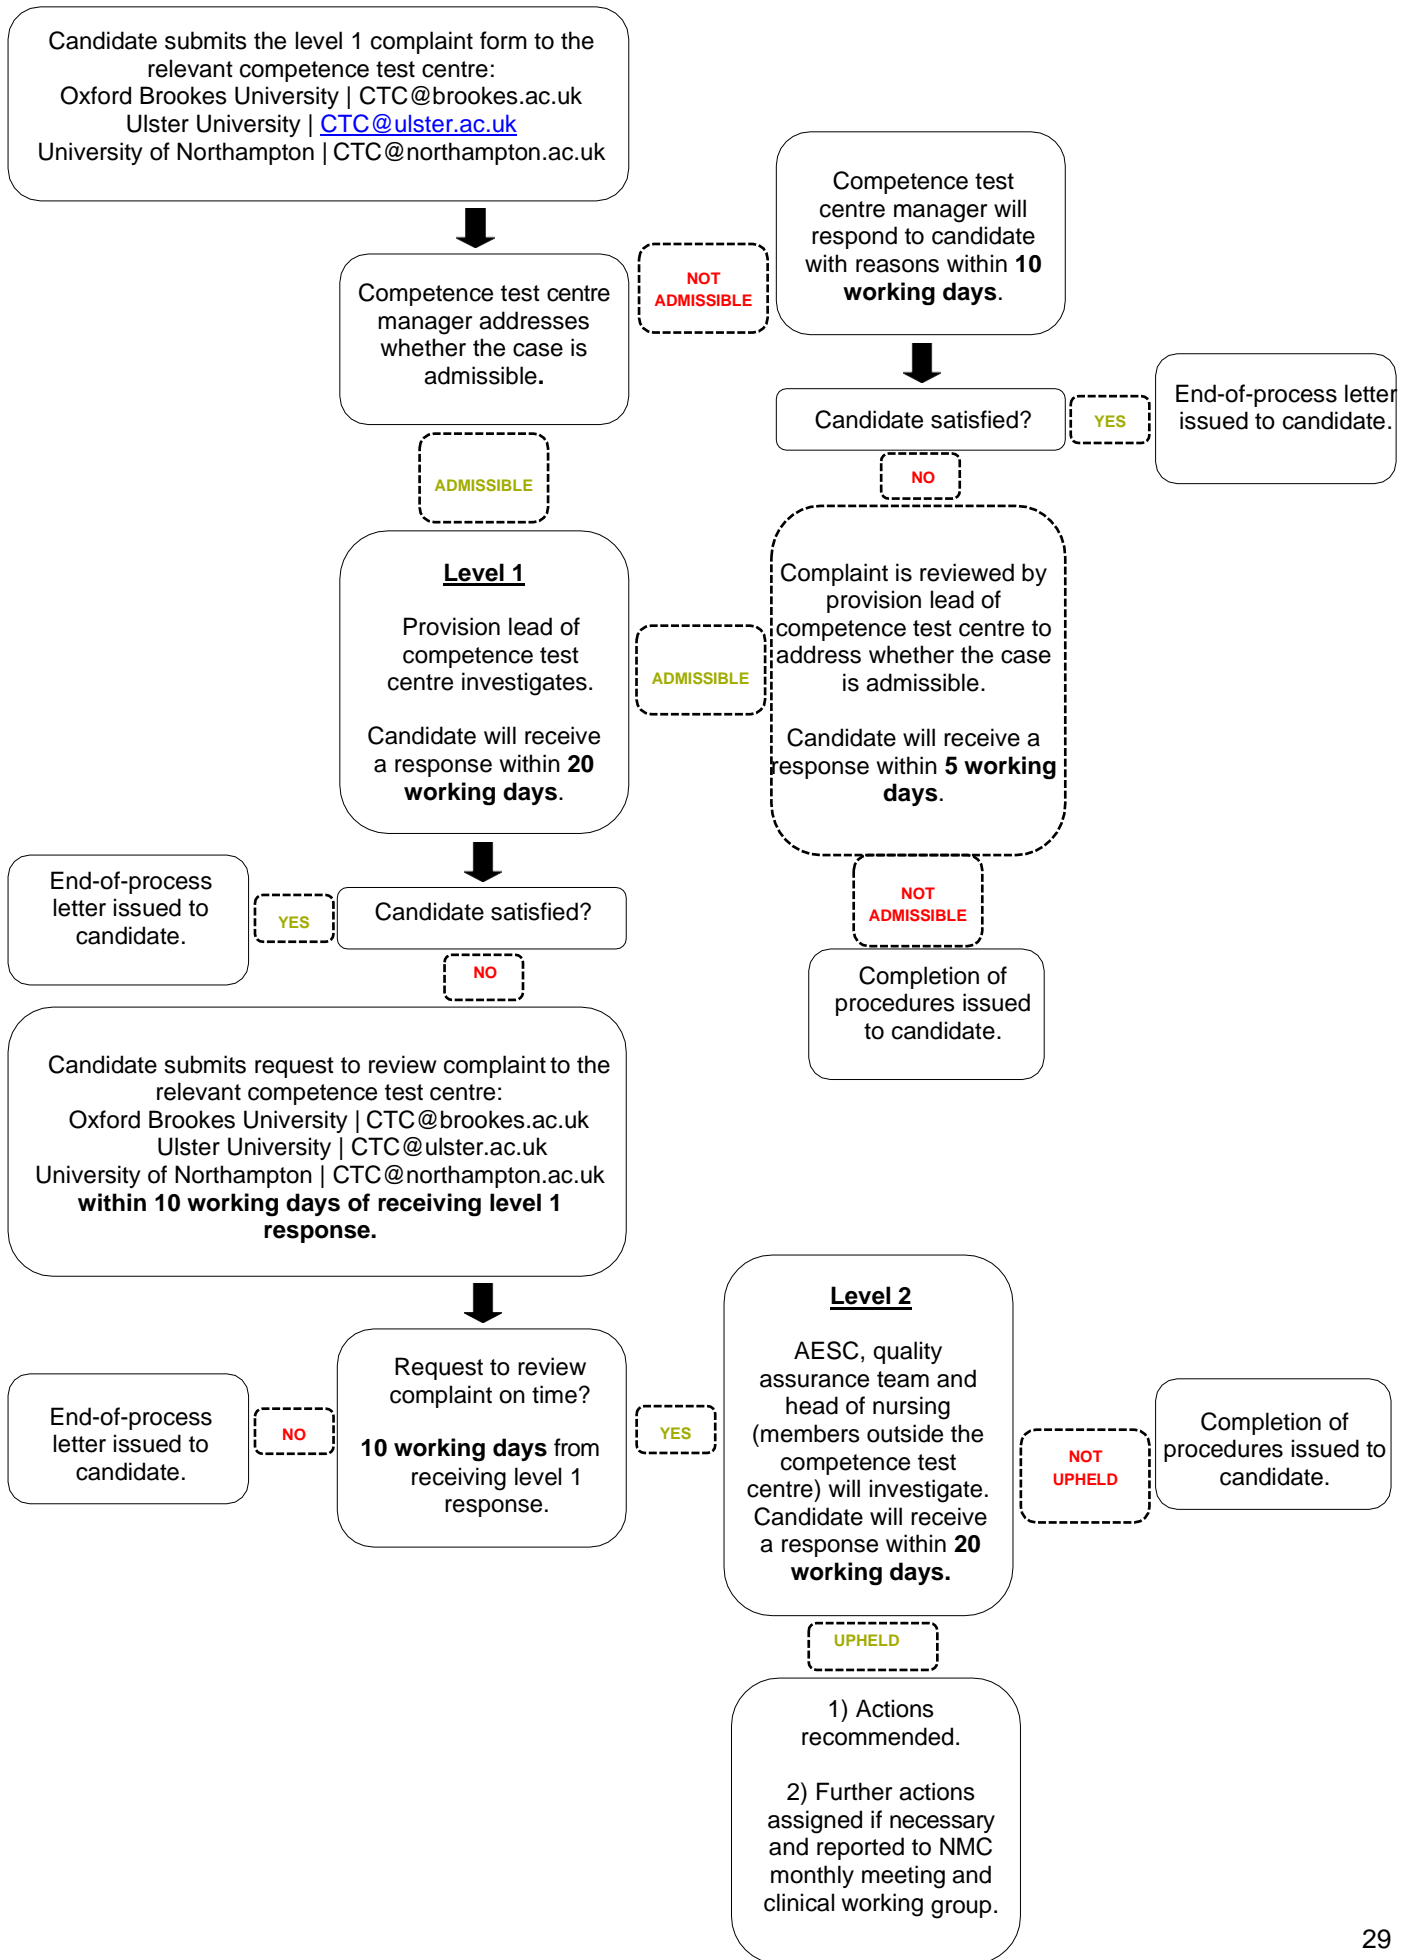 Candidate submits the level 1 complaint form to the
relevant competence test centre:
Oxford Brookes University | CTC@brookes.ac.uk
Ulster University | CTC@ulster.ac.uk
University of Northampton | CTC@northampton.ac.uk
Competence test
centre manager will
respond to candidate
with reasons within 10
working days.
NOT
ADMISSIBLE
Competence test centre
manager addresses
whether the case is
admissible.
Candidate satisfied?
YES
End-of-process letter
issued to candidate.
NO
ADMISSIBLE
Level 1
Provision lead of
competence test
centre investigates.
Candidate will receive
a response within 20
working days.
ADMISSIBLE
Complaint is reviewed by
provision lead of
competence test centre to
address whether the case
is admissible.
Candidate will receive a
response within 5 working
days.
NOT
ADMISSIBLE
Completion of
procedures issued
to candidate.
End-of-process
letter issued to
candidate.
YES
Candidate satisfied?
NO
Candidate submits request to review complaint to the
relevant competence test centre:
Oxford Brookes University | CTC@brookes.ac.uk
Ulster University | CTC@ulster.ac.uk
University of Northampton | CTC@northampton.ac.uk
within 10 working days of receiving level 1
response.
End-of-process
letter issued to
candidate.
NO
Request to review
complaint on time?
10 working days from
receiving level 1
response.
YES
Level 2
AESC, quality
assurance team and
head of nursing
(members outside the
competence test
centre) will investigate.
Candidate will receive
a response within 20
working days.
NOT
UPHELD
Completion of
procedures issued to
candidate.
UPHELD
1) Actions
recommended.
2) Further actions
assigned if necessary
and reported to NMC
monthly meeting and
clinical working group.
29